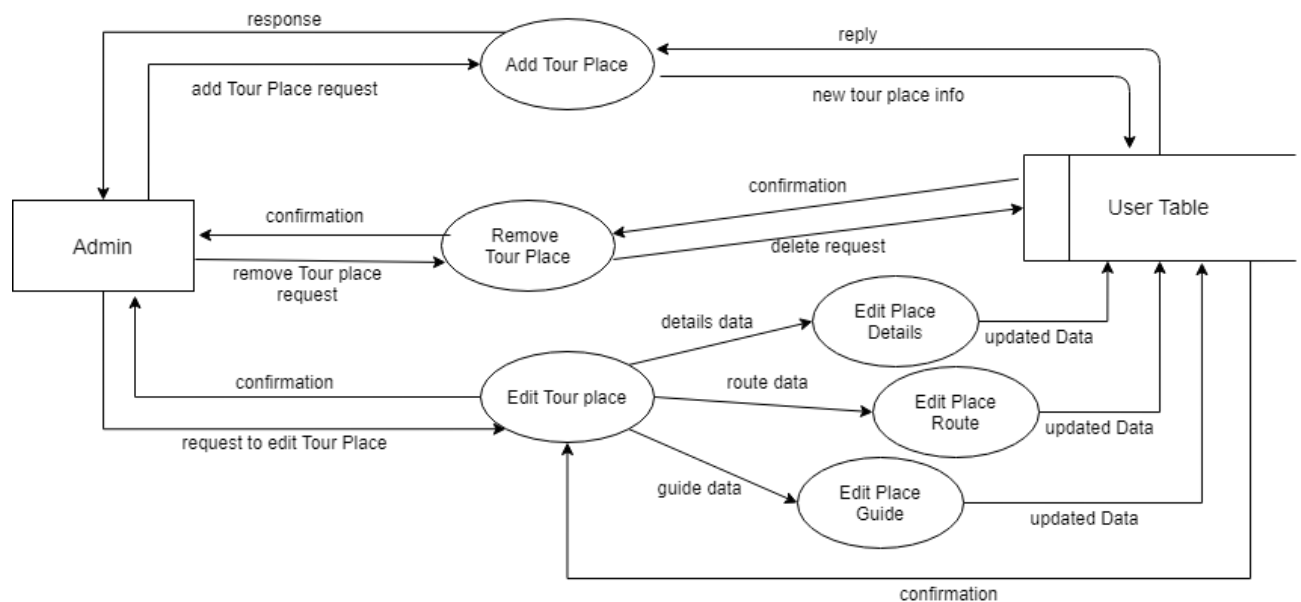 response
reply
Add Tour Place
add Tour Place request
new tour place info
confirmation
User Table
confirmation
Admin
Remove
Tour Place
delete request
remove Tour place
request
Edit Place
Details
details data
updated Data
confirmation
route data
Edit Tour place
Edit Place
Route
updated Data
request to edit Tour Place
guide data
Edit Place
Guide
updated Data
confirmation